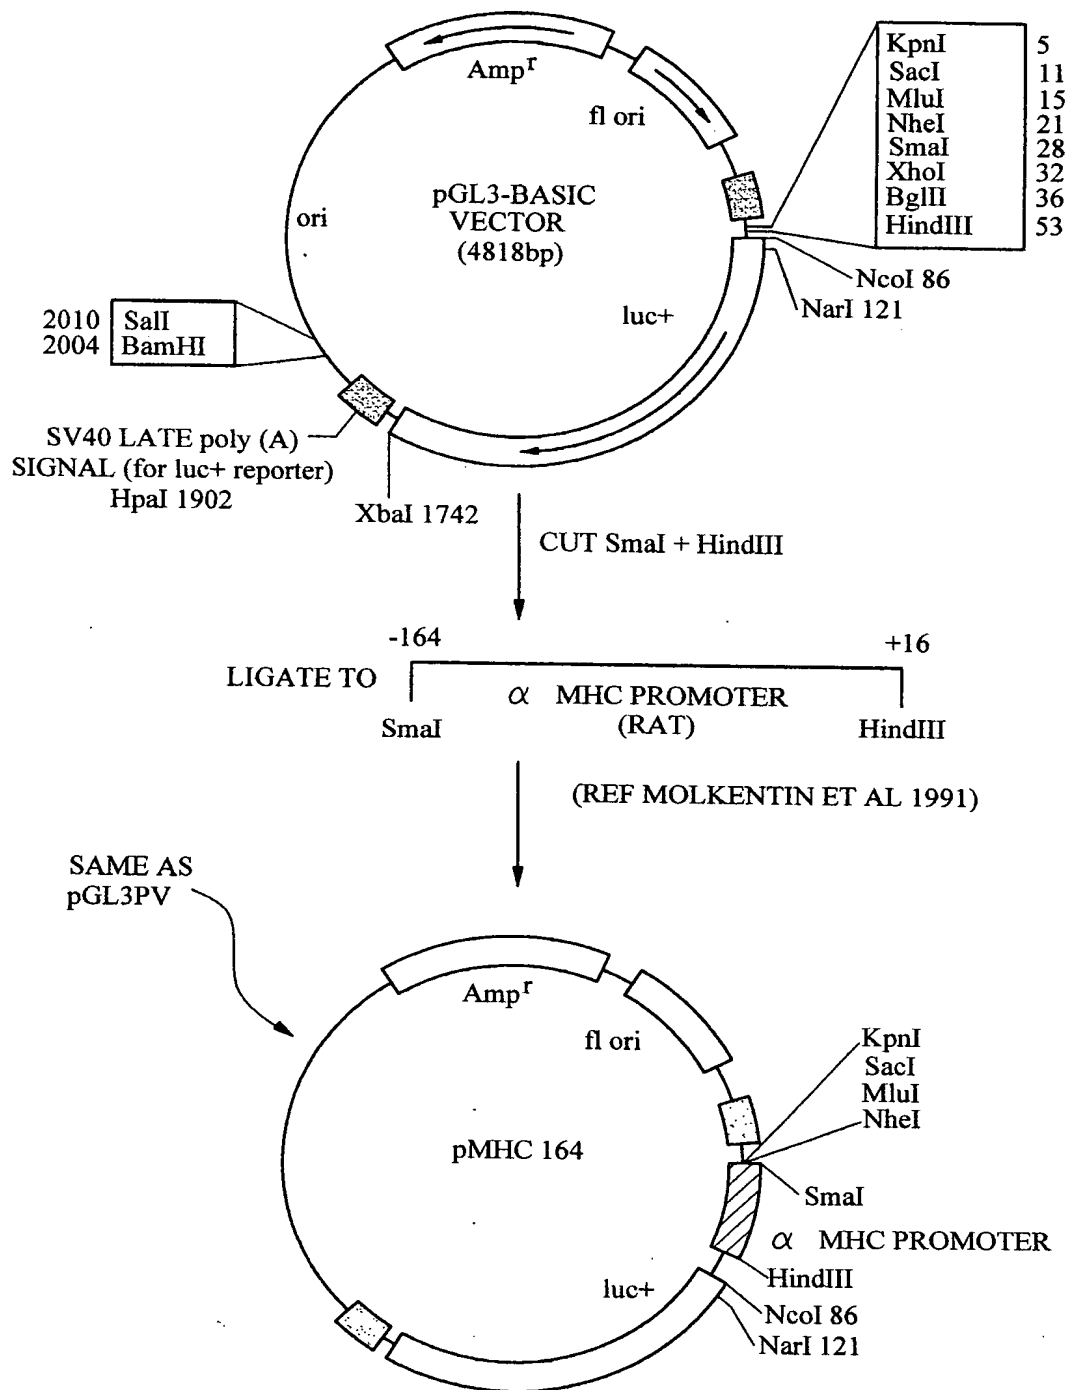 Amp^r
fl ori
pGL3-BASIC
VECTOR
(4818bp)
ori
luc+
KpnI 5
SacI 11
MluI 15
NheI 21
SmaI 28
XhoI 32
BglII 36
HindIII 53
NcoI 86
NarI 121
2010 SalI
2004 BamHI
SV40 LATE poly (A)
SIGNAL (for luc+ reporter)
HpaI 1902
XbaI 1742
CUT SmaI + HindIII
-164 +16
LIGATE TO
α MHC PROMOTER
(RAT)
SmaI HindIII
(REF MOLKENTIN ET AL 1991)
SAME AS
pGL3PV
Amp^r
fl ori
pMHC 164
KpnI
SacI
MluI
NheI
SmaI
α MHC PROMOTER
HindIII
luc+
NcoI 86
NarI 121